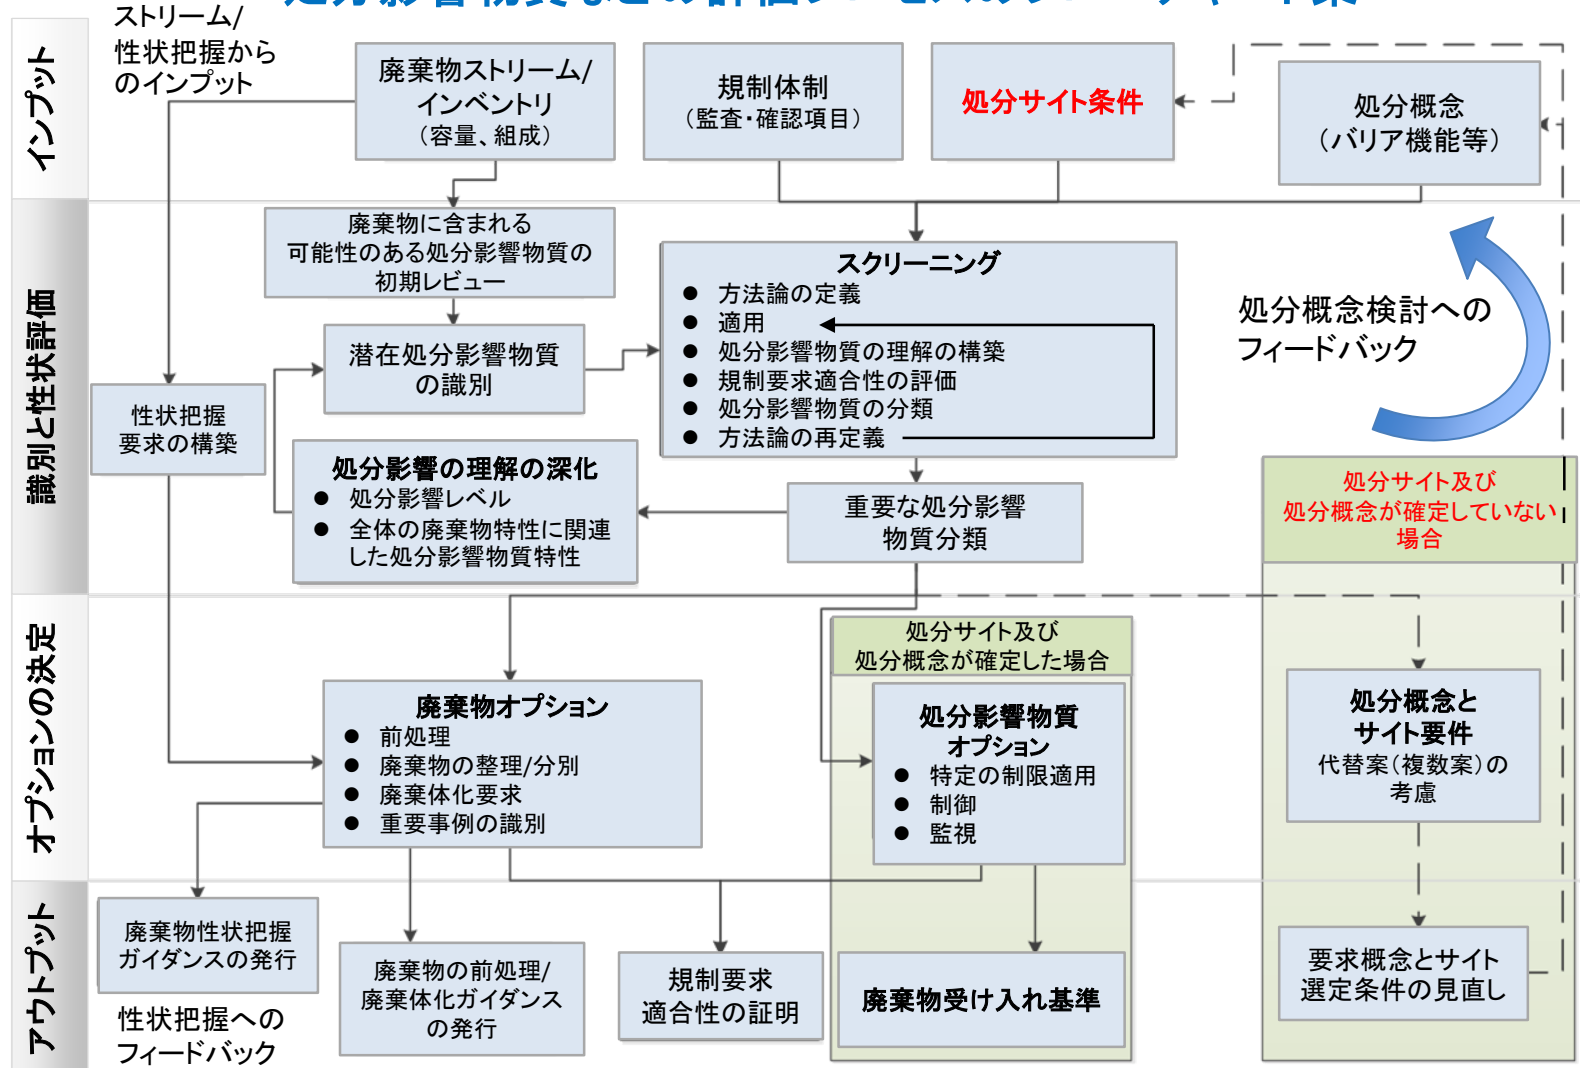 ストリーム/
性状把握から
のインプット
インプット
廃棄物ストリーム/
インベントリ
（容量、組成）
規制体制
（監査・確認項目）
処分サイト条件
処分概念
（バリア機能等）
識別と性状評価
廃棄物に含まれる
可能性のある処分影響物質の
初期レビュー
潜在処分影響物質
の識別
スクリーニング
● 方法論の定義
● 適用
● 処分影響物質の理解の構築
● 規制要求適合性の評価
● 処分影響物質の分類
● 方法論の再定義
処分概念検討への
フィードバック
性状把握
要求の構築
処分影響の理解の深化
● 処分影響レベル
● 全体の廃棄物特性に関連
した処分影響物質特性
重要な処分影響
物質分類
処分サイト及び
処分概念が確定していない
場合
オプションの決定
廃棄物オプション
● 前処理
● 廃棄物の整理/分別
● 廃棄体化要求
● 重要事例の識別
処分サイト及び
処分概念が確定した場合
処分影響物質
オプション
● 特定の制限適用
● 制御
● 監視
処分概念と
サイト要件
代替案（複数案）の
考慮
アウトプット
廃棄物性状把握
ガイダンスの発行
性状把握への
フィードバック
廃棄物の前処理/
廃棄体化ガイダンス
の発行
規制要求
適合性の証明
廃棄物受け入れ基準
要求概念とサイト
選定条件の見直し